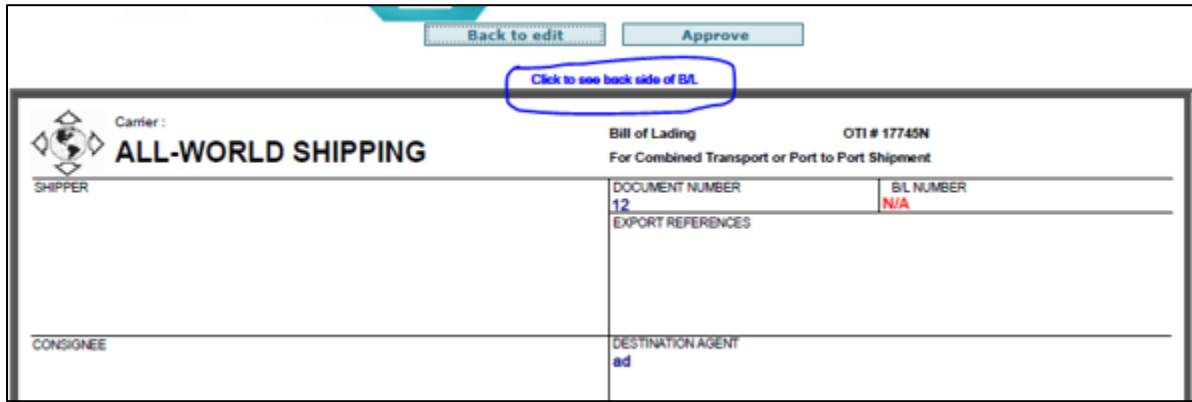 Back to edit
Approve
Click to see back side of B/L
Carrier :
ALL-WORLD SHIPPING
Bill of Lading
OTI # 17745N
For Combined Transport or Port to Port Shipment
SHIPPER
DOCUMENT NUMBER
12
B/L NUMBER
N/A
EXPORT REFERENCES
CONSIGNEE
DESTINATION AGENT
ad